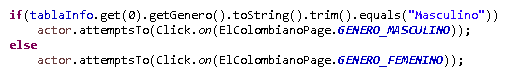 if(tablaInfo.get(0).getGenero().toString().trim().equals("Masculino"))
    actor.attemptsTo(Click.on(ElColombianoPage.GENERO_MASCULINO));
else
    actor.attemptsTo(Click.on(ElColombianoPage.GENERO_FEMENINO));